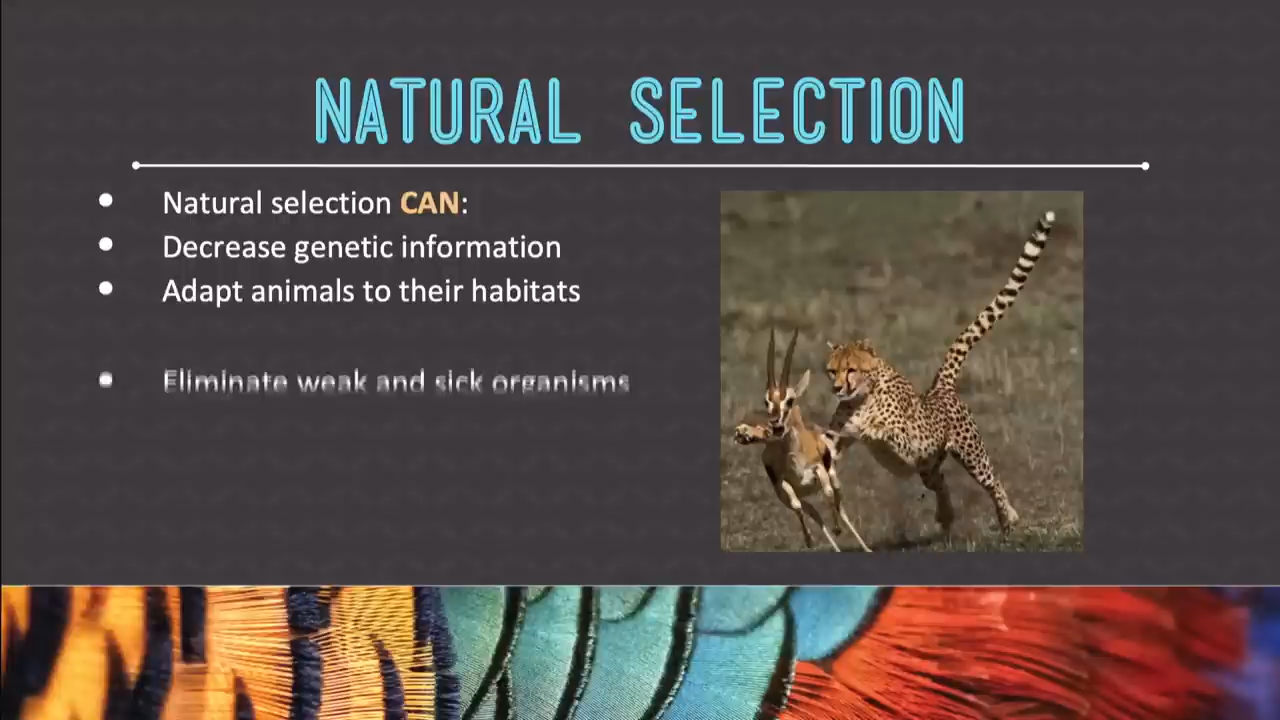 NATURAL SELECTION
• Natural selection CAN:
• Decrease genetic information
• Adapt animals to their habitats
• Eliminate weak and sick organisms